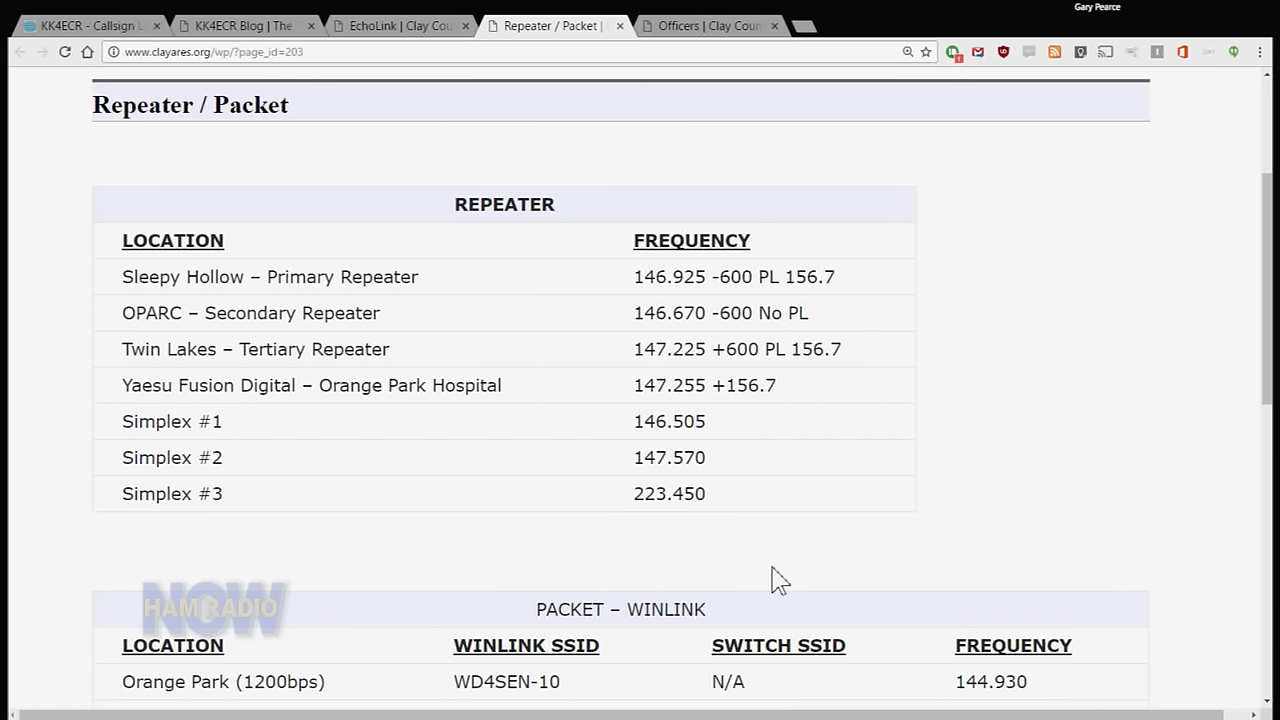 Gary Pearce
KK4ECR - Callsign L
KK4ECR Blog | The
EchoLink | Clay Cou
Repeater / Packet |
Officers | Clay Coun
www.clayares.org/wp/?page_id=203
Repeater / Packet
REPEATER
LOCATION FREQUENCY
Sleepy Hollow – Primary Repeater 146.925 -600 PL 156.7
OPARC – Secondary Repeater 146.670 -600 No PL
Twin Lakes – Tertiary Repeater 147.225 +600 PL 156.7
Yaesu Fusion Digital – Orange Park Hospital 147.255 +156.7
Simplex #1 146.505
Simplex #2 147.570
Simplex #3 223.450
HAM RADIO NOW
PACKET – WINLINK
LOCATION WINLINK SSID SWITCH SSID FREQUENCY
Orange Park (1200bps) WD4SEN-10 N/A 144.930